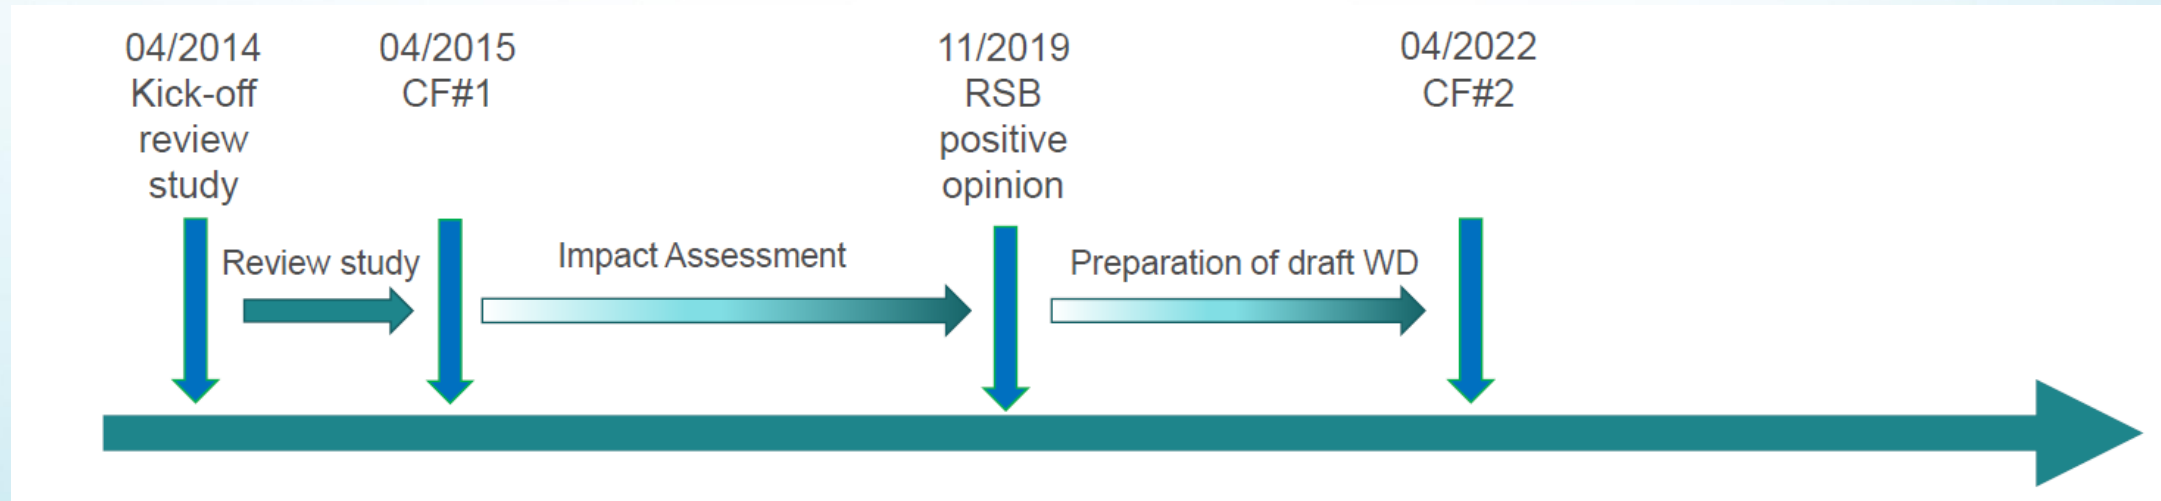 04/2014
Kick-off
review
study
04/2015
CF#1
11/2019
RSB
positive
opinion
04/2022
CF#2
Review study
Impact Assessment
Preparation of draft WD